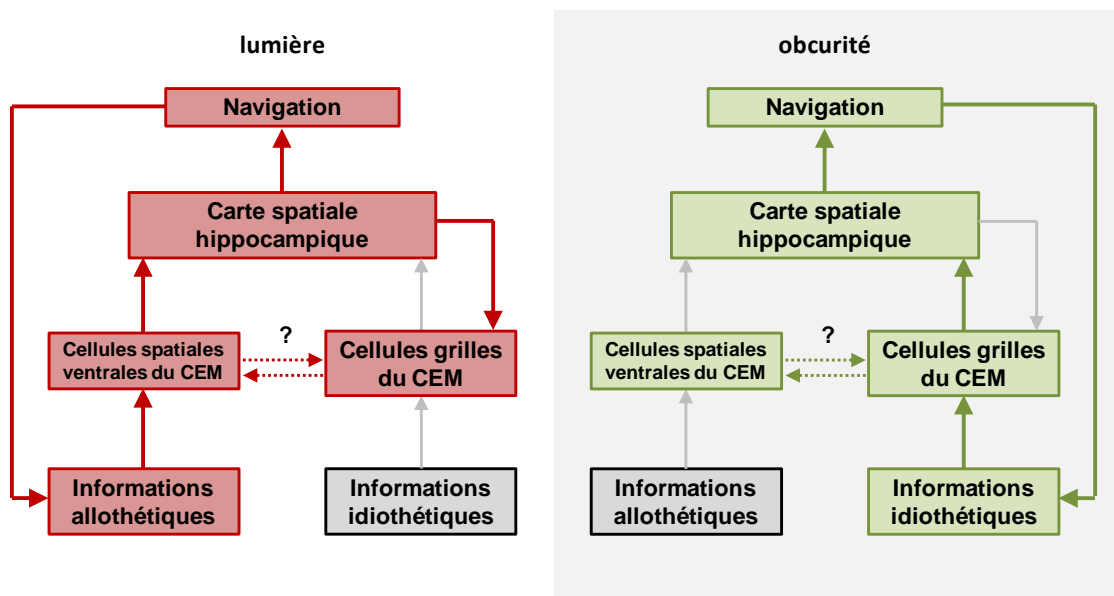 lumière
Navigation
Carte spatiale
hippocampique
?
Cellules spatiales
ventrales du CEM
Cellules grilles
du CEM
Informations
allothétiques
Informations
idiothétiques
obcurité
Navigation
Carte spatiale
hippocampique
?
Cellules spatiales
ventrales du CEM
Cellules grilles
du CEM
Informations
allothétiques
Informations
idiothétiques